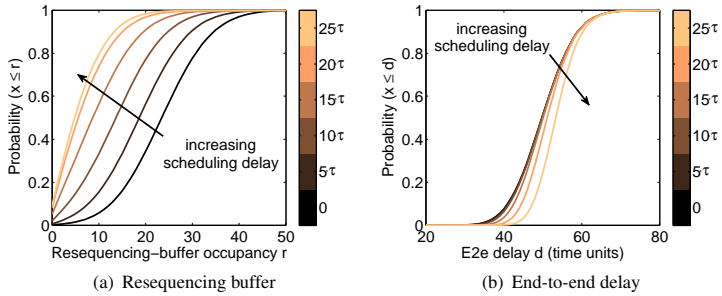 1
0.8
0.6
0.4
0.2
0
Probability (x ≤ r)
increasing
scheduling delay
0 10 20 30 40 50
Resequencing–buffer occupancy r
25τ
20τ
15τ
10τ
5τ
0
(a) Resequencing buffer
1
0.8
0.6
0.4
0.2
0
Probability (x ≤ d)
increasing
scheduling delay
20 40 60 80
E2e delay d (time units)
25τ
20τ
15τ
10τ
5τ
0
(b) End-to-end delay